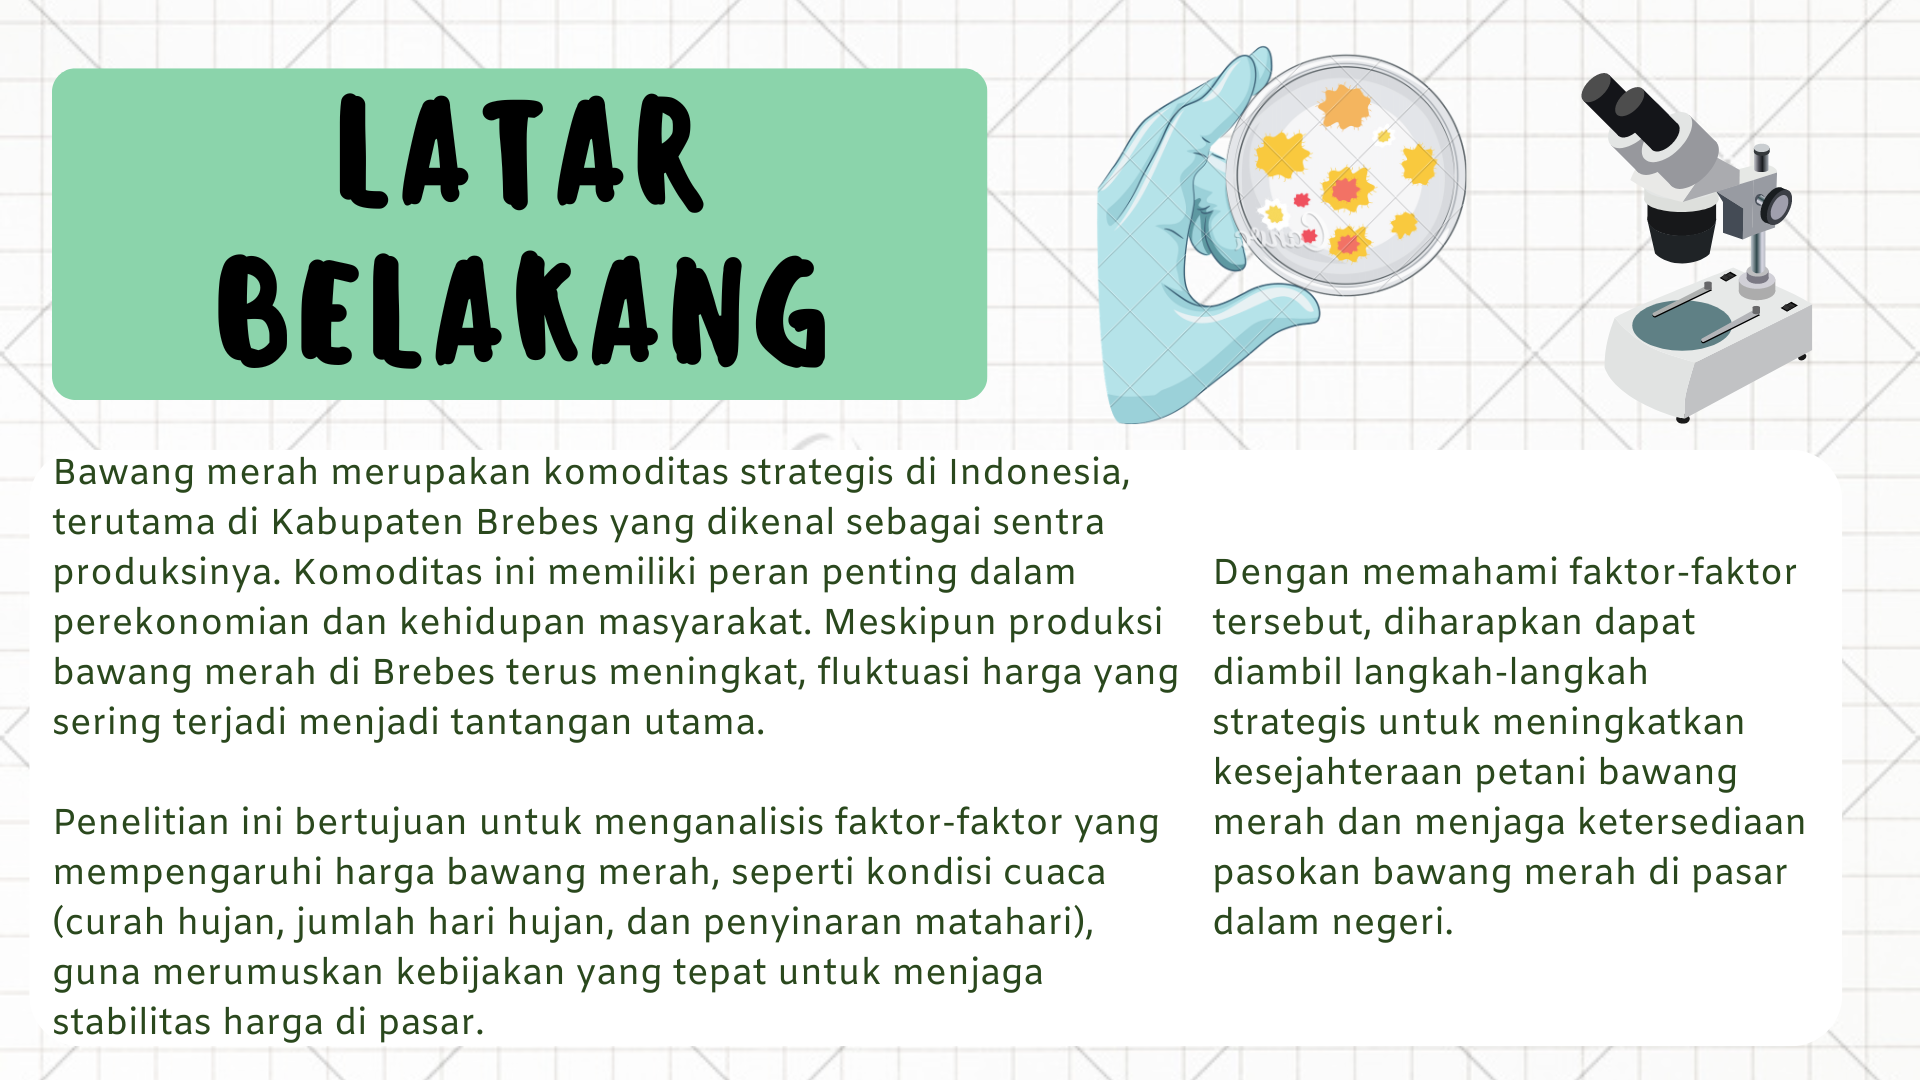 LATAR
BELAKANG
Bawang merah merupakan komoditas strategis di Indonesia,
terutama di Kabupaten Brebes yang dikenal sebagai sentra
produksinya. Komoditas ini memiliki peran penting dalam
perekonomian dan kehidupan masyarakat. Meskipun produksi
bawang merah di Brebes terus meningkat, fluktuasi harga yang
sering terjadi menjadi tantangan utama.
Penelitian ini bertujuan untuk menganalisis faktor-faktor yang
mempengaruhi harga bawang merah, seperti kondisi cuaca
(curah hujan, jumlah hari hujan, dan penyinaran matahari),
guna merumuskan kebijakan yang tepat untuk menjaga
stabilitas harga di pasar.
Dengan memahami faktor-faktor
tersebut, diharapkan dapat
diambil langkah-langkah
strategis untuk meningkatkan
kesejahteraan petani bawang
merah dan menjaga ketersediaan
pasokan bawang merah di pasar
dalam negeri.